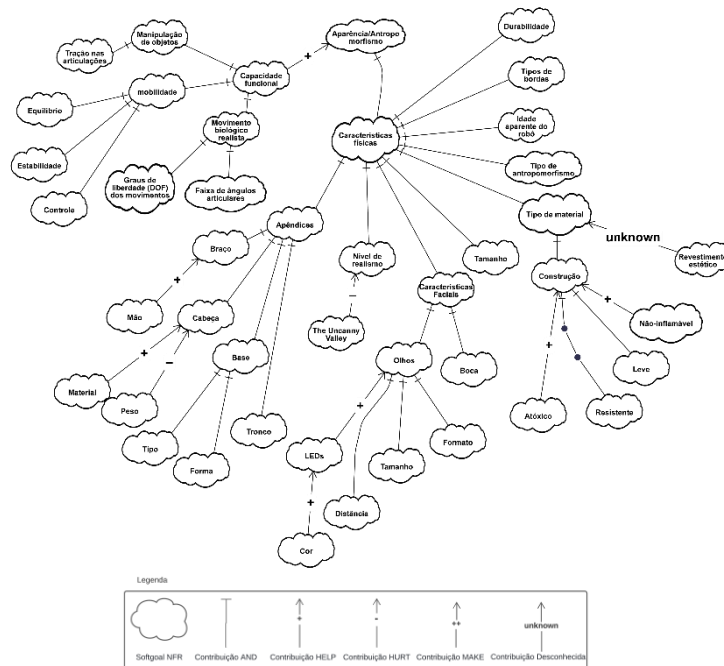 Durabilidade
Manipulação
de objetos
Aparência/Antropo
morfismo
Tração nas
articulações
+
Capacidade
funcional
Tipos de
bordas
mobilidade
Equilíbrio
Movimento
biológico
realista
Características
físicas
Idade
aparente do
robô
Estabilidade
Tipo de
antropomorfismo
Graus de
liberdade (DOF)
dos movimentos
Faixa de ângulos
articulares
Controle
Tipo de material
Apêndices
unknown
Braço
Nível de
realismo
Tamanho
Revestimento
estético
+
Construção
Características
Faciais
Mão
-
+
Cabeça
Não-inflamável
The Uncanny
Valley
+
-
Base
Olhos
+
Material
Peso
Boca
Leve
+
Atóxico
Resistente
Tipo
Tronco
Formato
LEDs
Forma
Tamanho
+
Distância
Cor
Legenda
+
-
++
unknown
Softgoal NFR
Contribuição AND
Contribuição HELP
Contribuição HURT
Contribuição MAKE
Contribuição Desconhecida